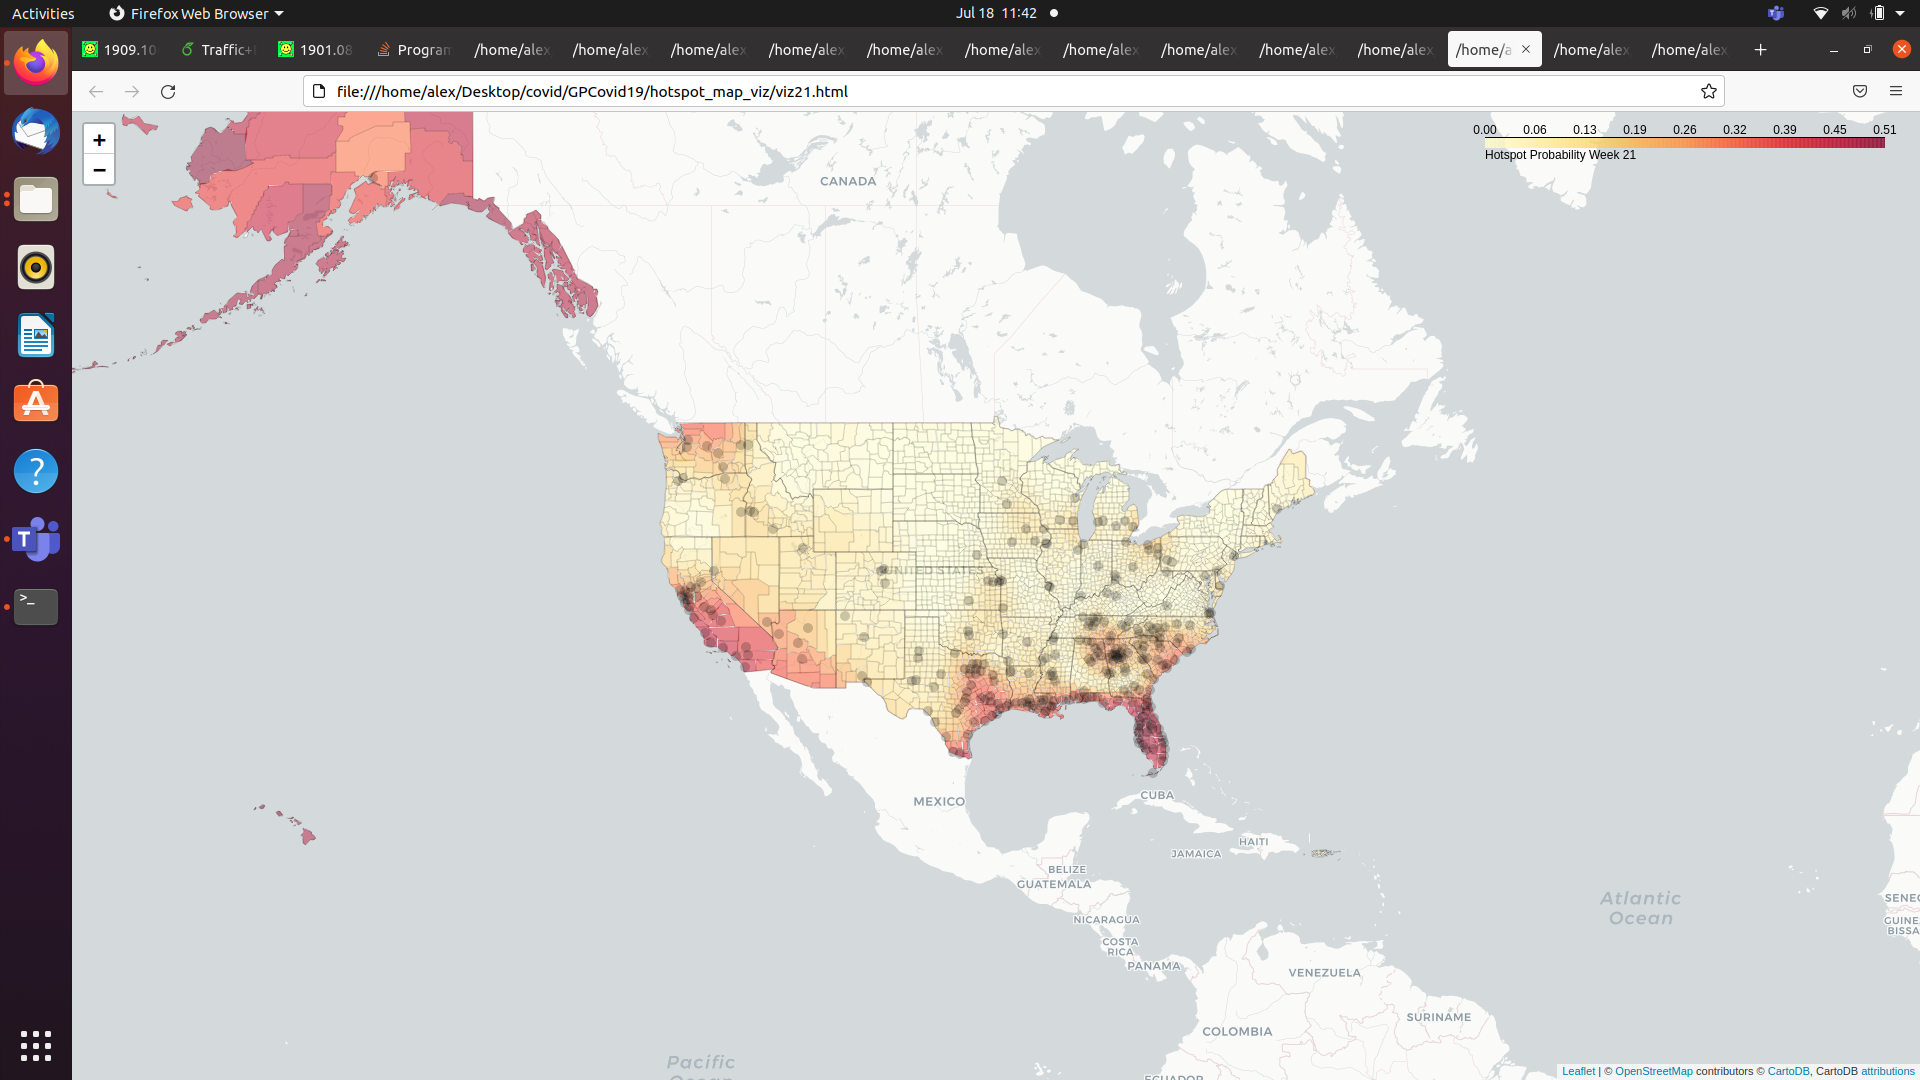 Activities
Firefox Web Browser
Jul 18 11:42
1909.10
Traffic+
1901.08
Program
/home/alex
/home/alex
/home/alex
/home/alex
/home/alex
/home/alex
/home/alex
/home/alex
/home/alex
/home/alex
/home/a
/home/alex
/home/alex
file:///home/alex/Desktop/covid/GPCovid19/hotspot_map_viz/viz21.html
+
−
0.00 0.06 0.13 0.19 0.26 0.32 0.39 0.45 0.51
Hotspot Probability Week 21
CANADA
UNITED STATES
MEXICO
CUBA
HAITI
JAMAICA
BELIZE
GUATEMALA
NICARAGUA
COSTA
RICA
PANAMA
VENEZUELA
COLOMBIA
SURINAME
ECUADOR
Atlantic
Ocean
SENEG
GUINE
BISSA
Pacific
Ocean
Leaflet | © OpenStreetMap contributors © CartoDB, CartoDB attributions